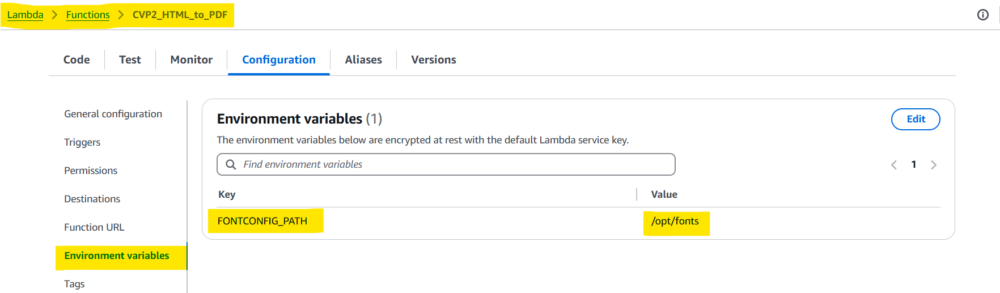 Lambda > Functions > CVP2_HTML_to_PDF
Code Test Monitor Configuration Aliases Versions
General configuration
Triggers
Permissions
Destinations
Function URL
Environment variables
Tags
Environment variables (1)
Edit
The environment variables below are encrypted at rest with the default Lambda service key.
Find environment variables
< 1 >
Key Value
FONTCONFIG_PATH /opt/fonts